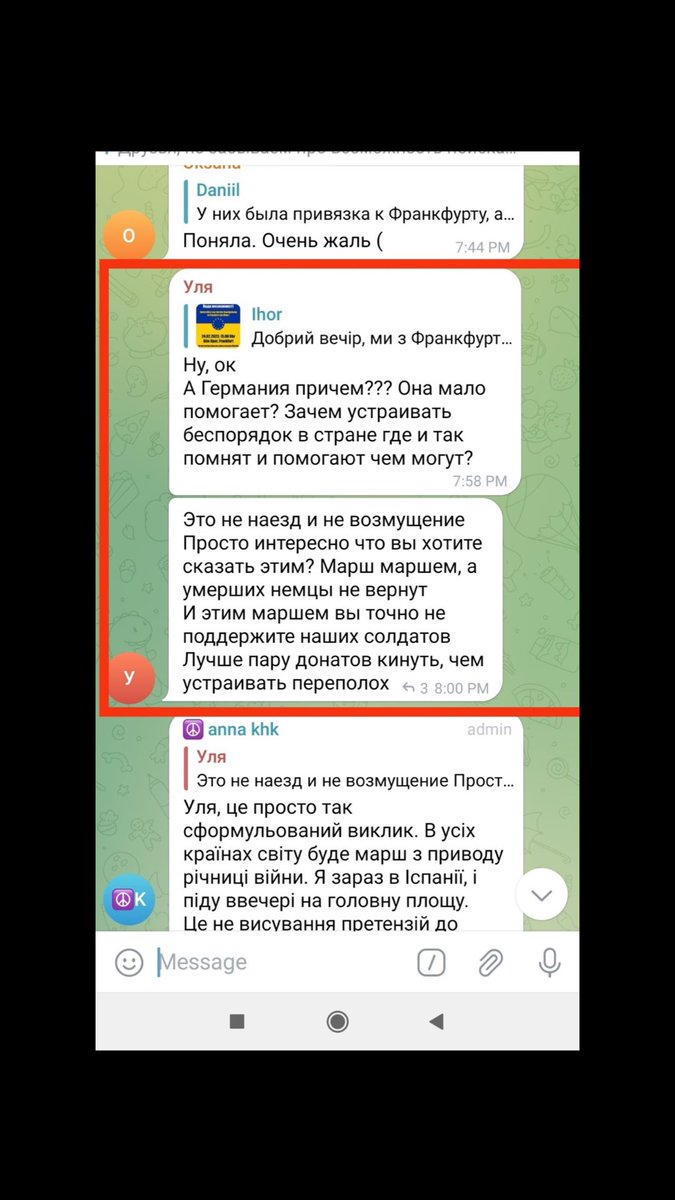 Oksana
Daniil
У них была привязка к Франкфурту, а...
О
Поняла. Очень жаль (
7:44 PM
Уля
Ihor
Добрий вечір, ми з Франкфурт...
Ну, ок
А Германия причем??? Она мало
помогает? Зачем устраивать
беспорядок в стране где и так
помнят и помогают чем могут?
7:58 PM
Это не наезд и не возмущение
Просто интересно что вы хотите
сказать этим? Марш маршем, а
умерших немцы не вернут
И этим маршем вы точно не
поддержите наших солдатов
Лучше пару донатов кинуть, чем
устраивать переполох
3 8:00 PM
У
anna khk
admin
Уля
Это не наезд и не возмущение Прост...
Уля, це просто так
сформульований виклик. В усіх
країнах світу буде марш з приводу
річниці війни. Я зараз в Іспанії, і
піду ввечері на головну площу.
Це не висування претензій до
K
Message